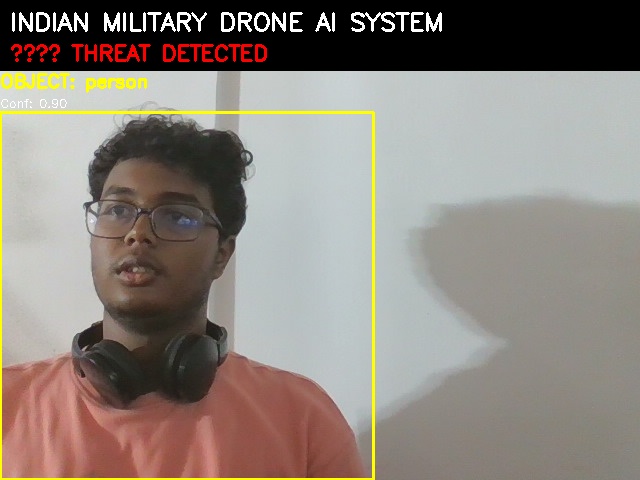 INDIAN MILITARY DRONE AI SYSTEM
???? THREAT DETECTED
OBJECT: person
Conf: 0.90